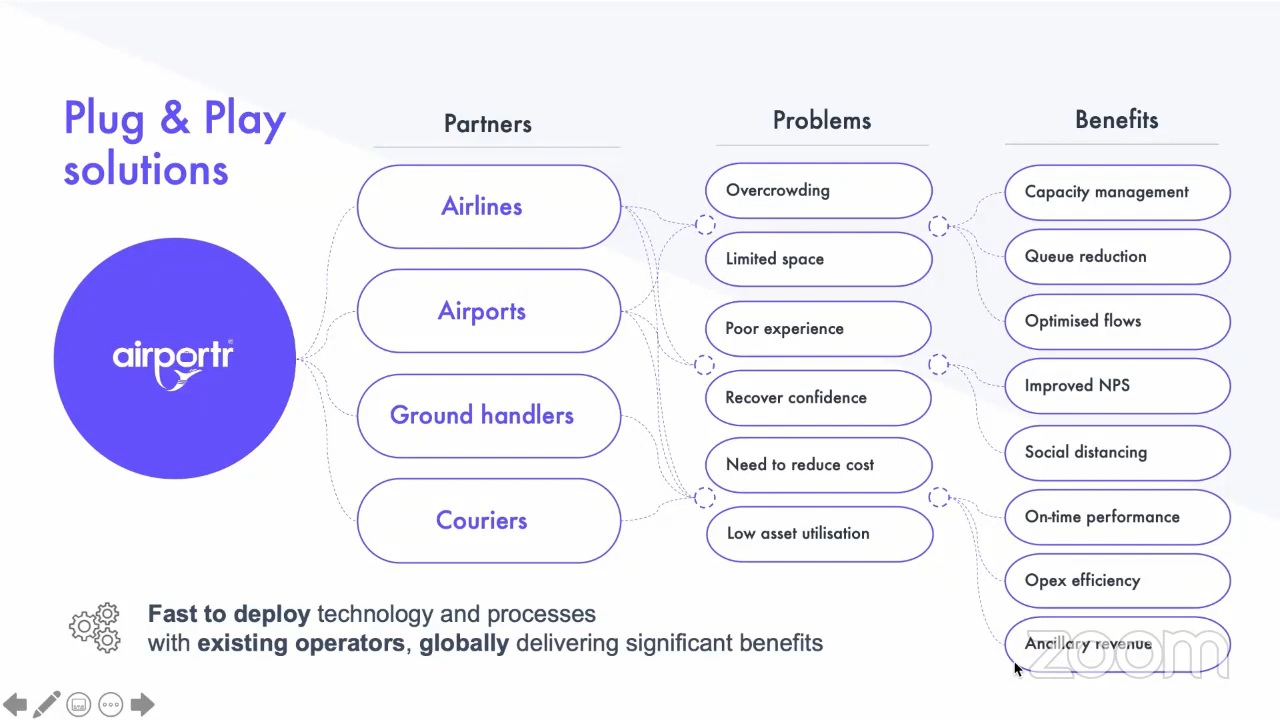 Plug & Play
solutions
airportr
Partners
Airlines
Airports
Ground handlers
Couriers
Problems
Overcrowding
Limited space
Poor experience
Recover confidence
Need to reduce cost
Low asset utilisation
Benefits
Capacity management
Queue reduction
Optimised flows
Improved NPS
Social distancing
On-time performance
Opex efficiency
Ancillary revenue
Fast to deploy technology and processes
with existing operators, globally delivering significant benefits
zoom